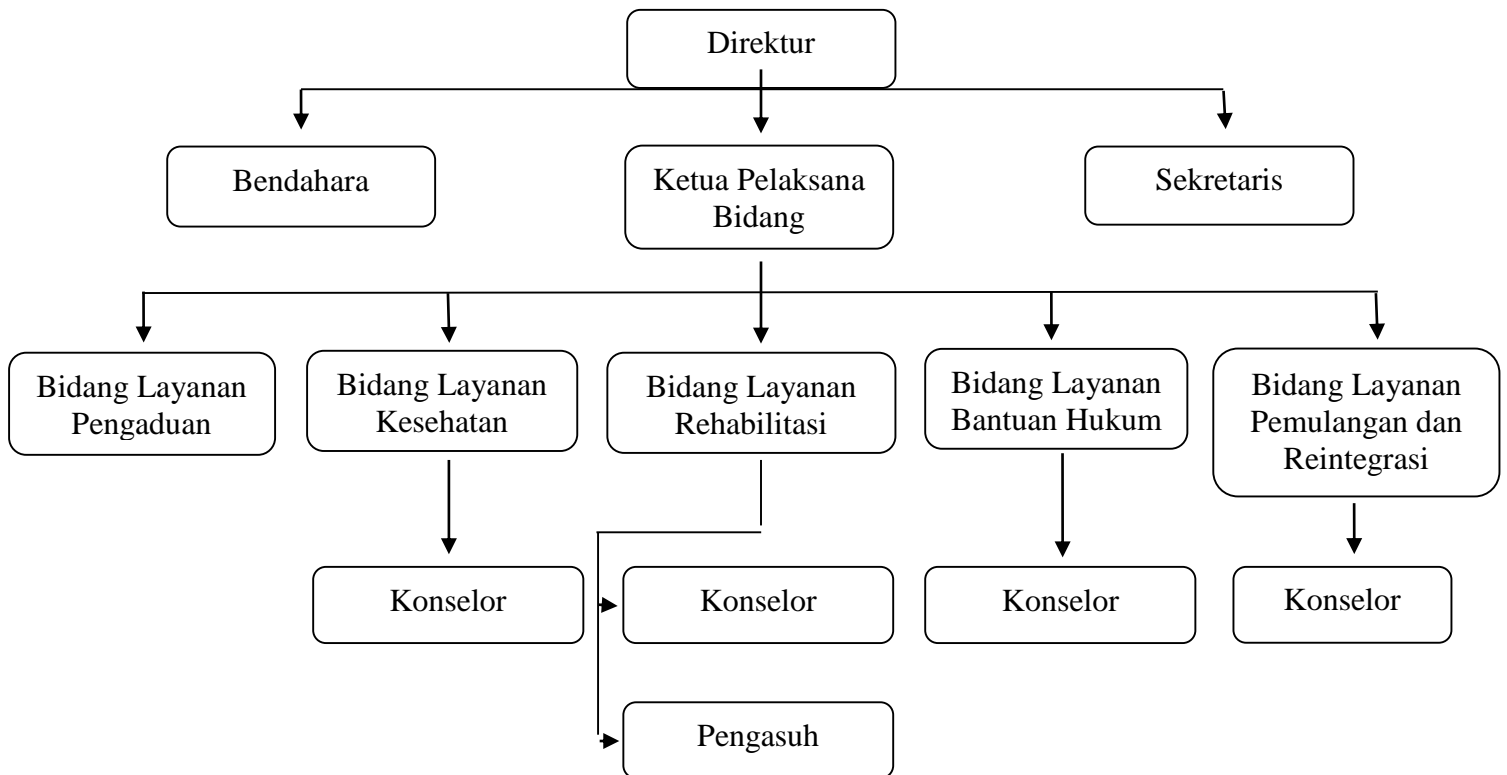 Direktur
Bendahara
Ketua Pelaksana
Bidang
Sekretaris
Bidang Layanan
Pengaduan
Bidang Layanan
Kesehatan
Bidang Layanan
Rehabilitasi
Bidang Layanan
Bantuan Hukum
Bidang Layanan
Pemulangan dan
Reintegrasi
Konselor
Konselor
Konselor
Konselor
Pengasuh